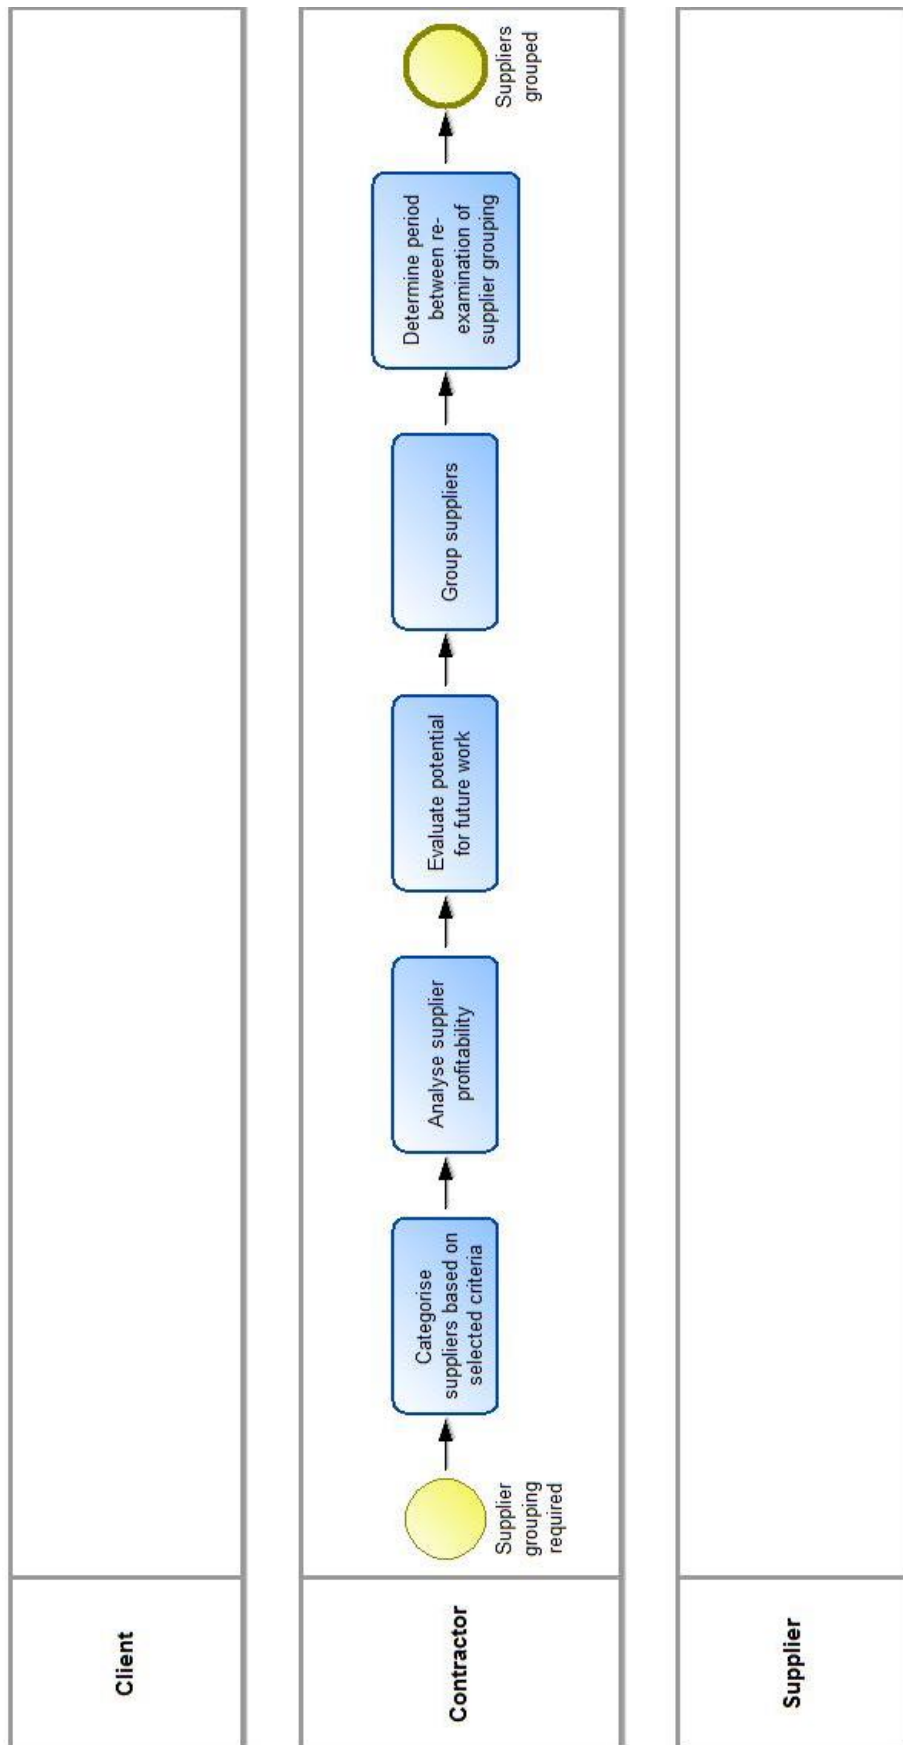 Client
Contractor
Supplier
grouping
required
Categorise
suppliers based on
selected criteria
Analyse supplier
profitability
Evaluate potential
for future work
Group suppliers
Determine period
between re-
examination of
supplier grouping
Suppliers
grouped
Supplier